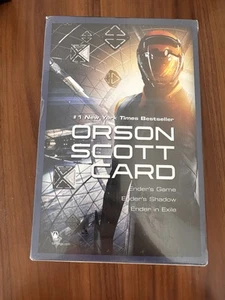 #1 New York Times Bestseller
ORSON
SCOTT
CARD
Ender's Game
Ender's Shadow
Ender in Exile